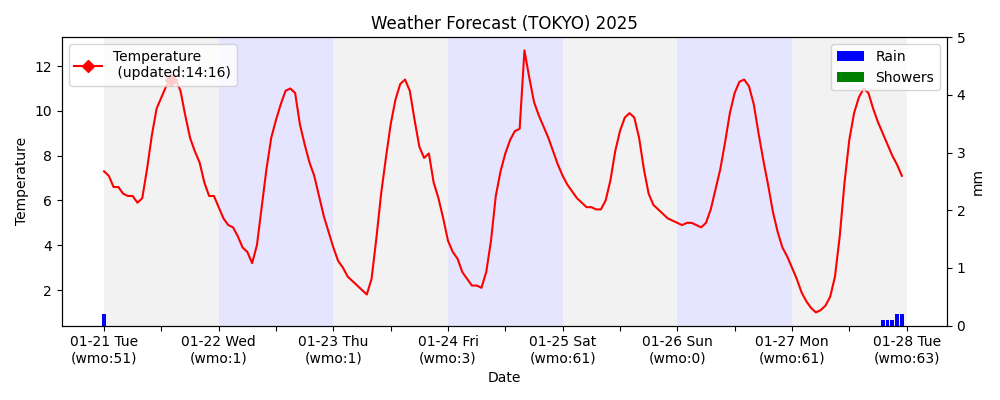 Weather Forecast (TOKYO) 2025
Temperature
(updated:14:16)
Rain
Showers
12
10
8
6
4
2
Temperature
5
4
3
2
1
0
mm
01-21 Tue
(wmo:51)
01-22 Wed
(wmo:1)
01-23 Thu
(wmo:1)
01-24 Fri
(wmo:3)
01-25 Sat
(wmo:61)
01-26 Sun
(wmo:0)
01-27 Mon
(wmo:61)
01-28 Tue
(wmo:63)
Date